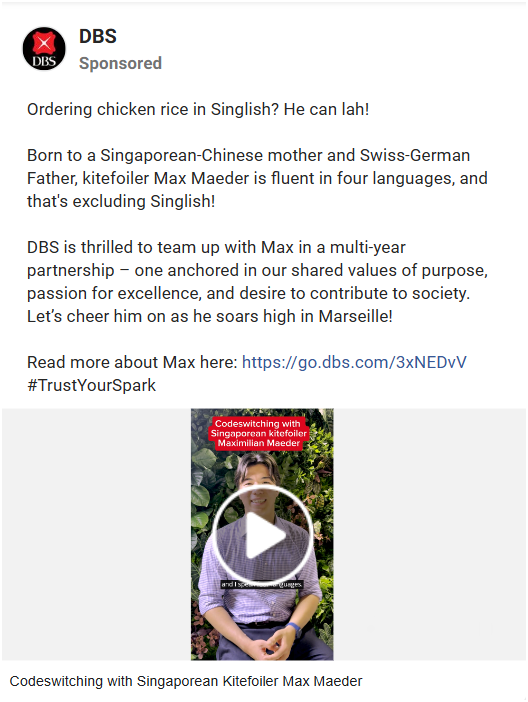 DBS
DBS
Sponsored
Ordering chicken rice in Singlish? He can lah!
Born to a Singaporean-Chinese mother and Swiss-German
Father, kitefoiler Max Maeder is fluent in four languages, and
that's excluding Singlish!
DBS is thrilled to team up with Max in a multi-year
partnership – one anchored in our shared values of purpose,
passion for excellence, and desire to contribute to society.
Let’s cheer him on as he soars high in Marseille!
Read more about Max here: https://go.dbs.com/3xNEDvV
#TrustYourSpark
Codeswitching with
Singaporean kitefoiler
Maximilian Maeder
and I
Codeswitching with Singaporean Kitefoiler Max Maeder